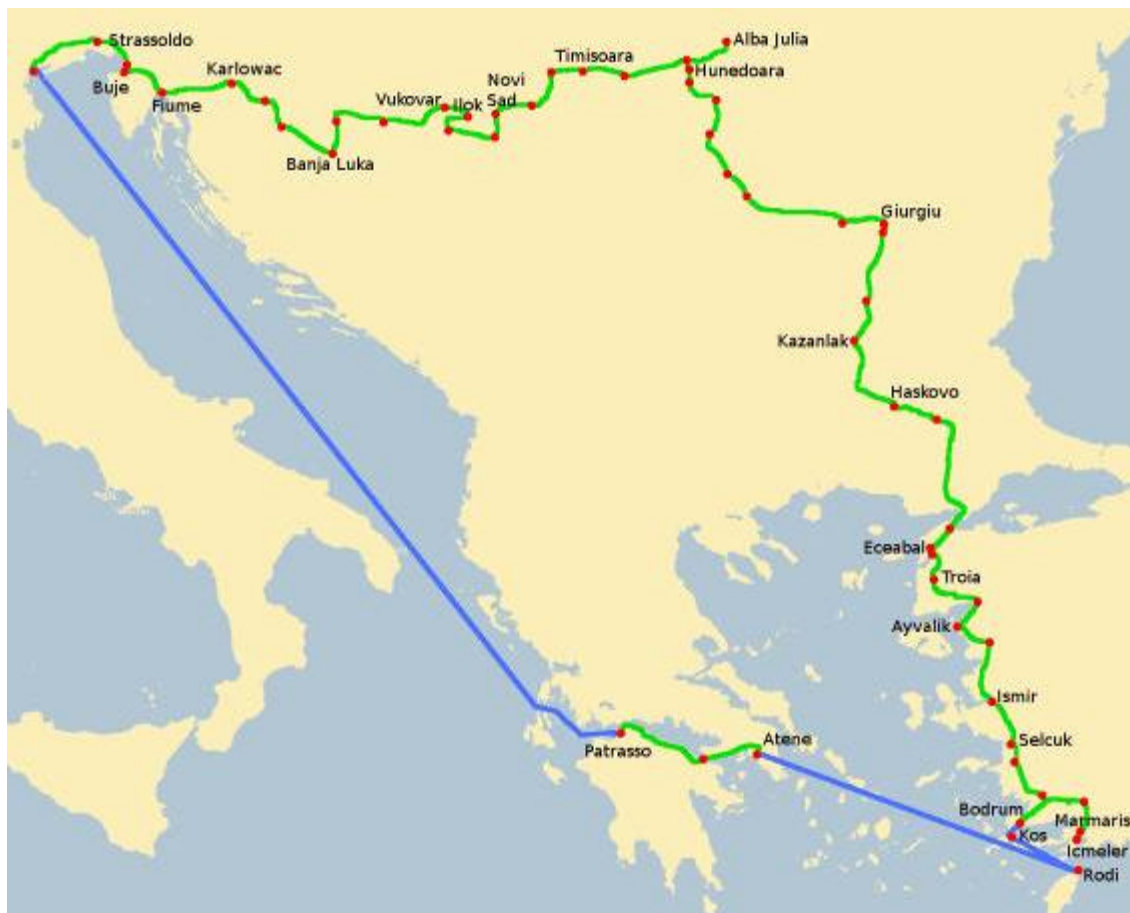 Strassoldo
Alba Julia
Timisoara
Karlowac
Hunedoara
Buje
Novi
Sad
Vukovar
Ilok
Fiume
Banja Luka
Giurgiu
Kazanlak
Haskovo
Eceabal
Troia
Ayvalik
Ismir
Selcuk
Atene
Patrasso
Bodrum
Marmaris
Kos
Icmeler
Rodi